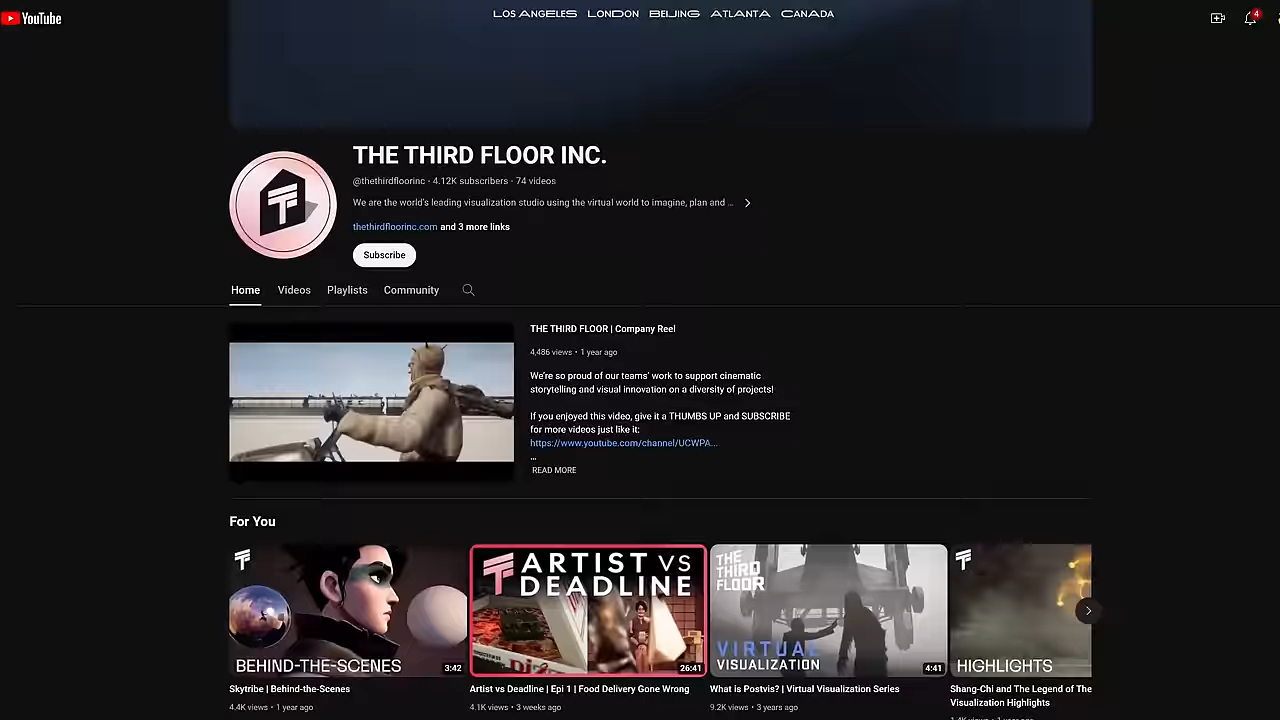 YouTube
LOS ANGELES LONDON BEIJING ATLANTA CANADA
4
THE THIRD FLOOR INC.
@thethirdfloorinc · 4.12K subscribers · 74 videos
We are the world's leading visualization studio using the virtual world to imagine, plan and ...
thethirdfloorinc.com and 3 more links
Subscribe
Home Videos Playlists Community
THE THIRD FLOOR | Company Reel
4,486 views • 1 year ago
We're so proud of our teams' work to support cinematic
storytelling and visual innovation on a diversity of projects!
If you enjoyed this video, give it a THUMBS UP and SUBSCRIBE
for more videos just like it:
https://www.youtube.com/channel/UCWPA...
...
READ MORE
For You
BEHIND-THE-SCENES
3:42
Skytribe | Behind-the-Scenes
4.4K views • 1 year ago
ARTIST VS
DEADLINE
26:41
Artist vs Deadline | Epi 1 | Food Delivery Gone Wrong
4.1K views • 3 weeks ago
THE
THIRD
FLOOR
VIRTUAL
VISUALIZATION
4:41
What is Postvis? | Virtual Visualization Series
9.2K views • 3 years ago
HIGHLIGHTS
Shang-Chi and The Legend of The
Visualization Highlights